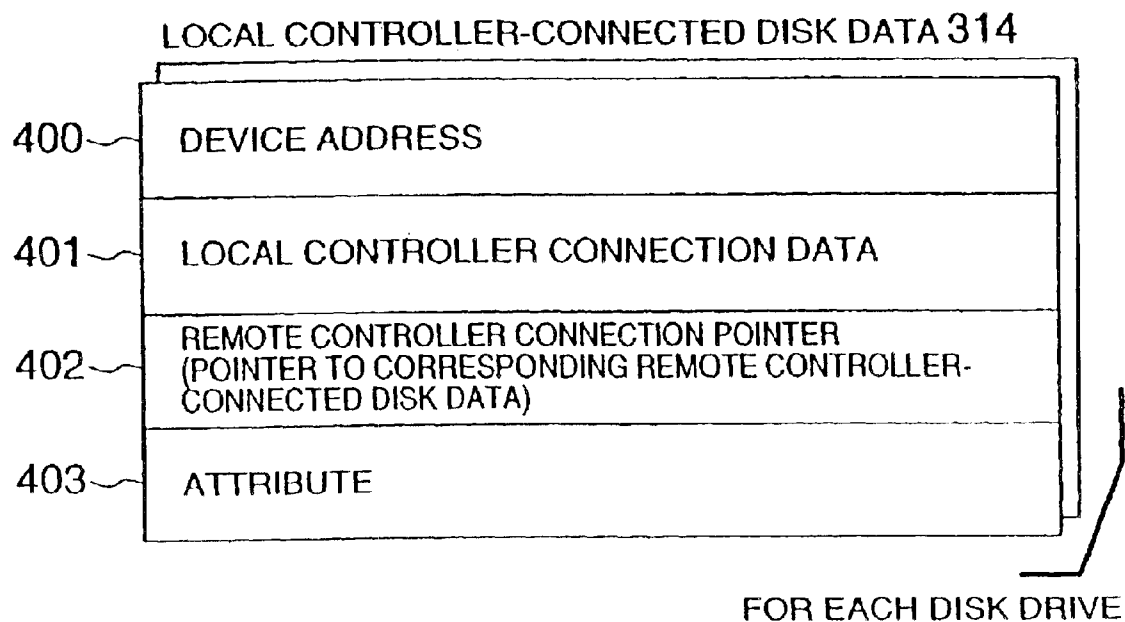 LOCAL CONTROLLER-CONNECTED DISK DATA 314
400 DEVICE ADDRESS
401 LOCAL CONTROLLER CONNECTION DATA
REMOTE CONTROLLER CONNECTION POINTER
402 (POINTER TO CORRESPONDING REMOTE CONTROLLER-
CONNECTED DISK DATA)
403 ATTRIBUTE
FOR EACH DISK DRIVE